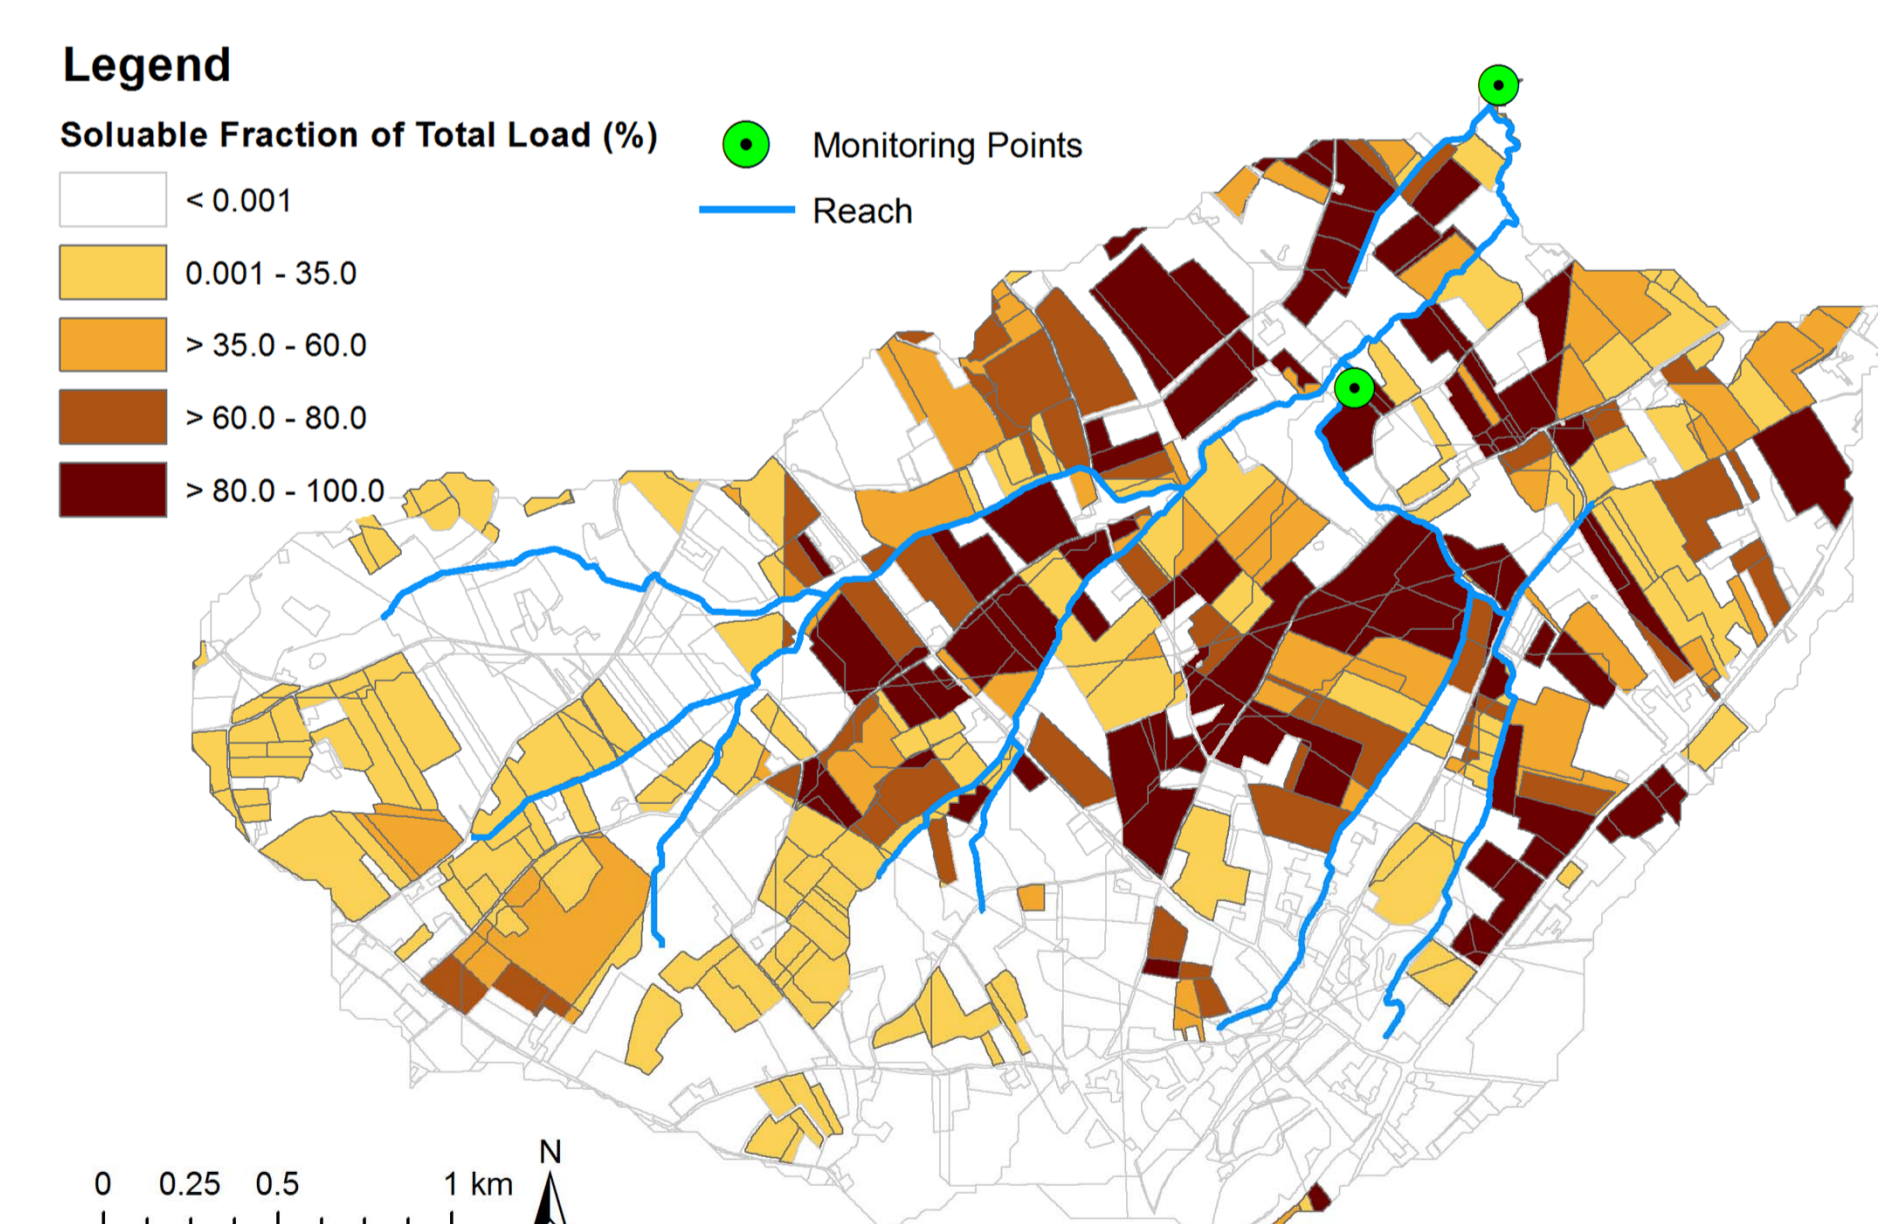 Legend
Soluable Fraction of Total Load (%)
< 0.001
0.001 - 35.0
> 35.0 - 60.0
> 60.0 - 80.0
> 80.0 - 100.0
Monitoring Points
Reach
N
0 0.25 0.5 1 km